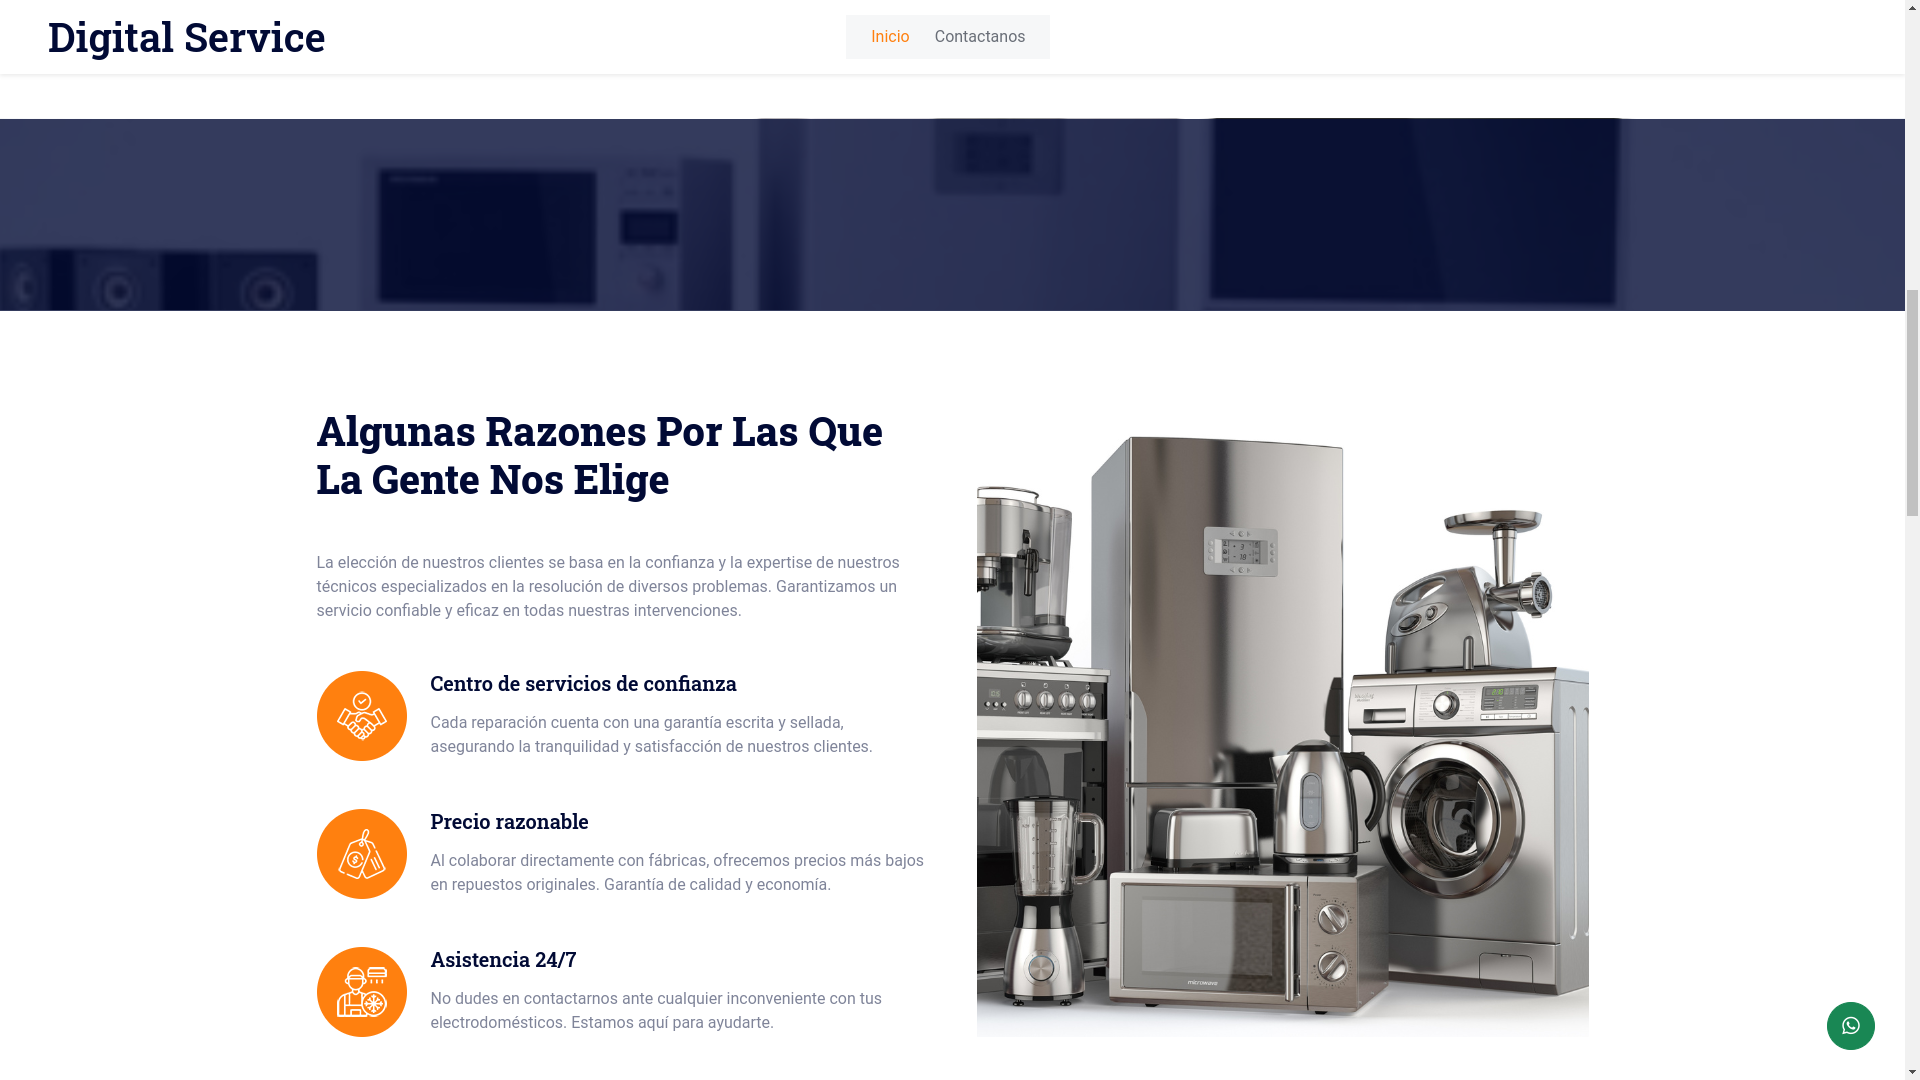 Digital Service
Inicio Contactanos
Algunas Razones Por Las Que
La Gente Nos Elige
La elección de nuestros clientes se basa en la confianza y la expertise de nuestros
técnicos especializados en la resolución de diversos problemas. Garantizamos un
servicio confiable y eficaz en todas nuestras intervenciones.
Centro de servicios de confianza
Cada reparación cuenta con una garantía escrita y sellada,
asegurando la tranquilidad y satisfacción de nuestros clientes.
Precio razonable
Al colaborar directamente con fábricas, ofrecemos precios más bajos
en repuestos originales. Garantía de calidad y economía.
Asistencia 24/7
No dudes en contactarnos ante cualquier inconveniente con tus
electrodomésticos. Estamos aquí para ayudarte.
microwave